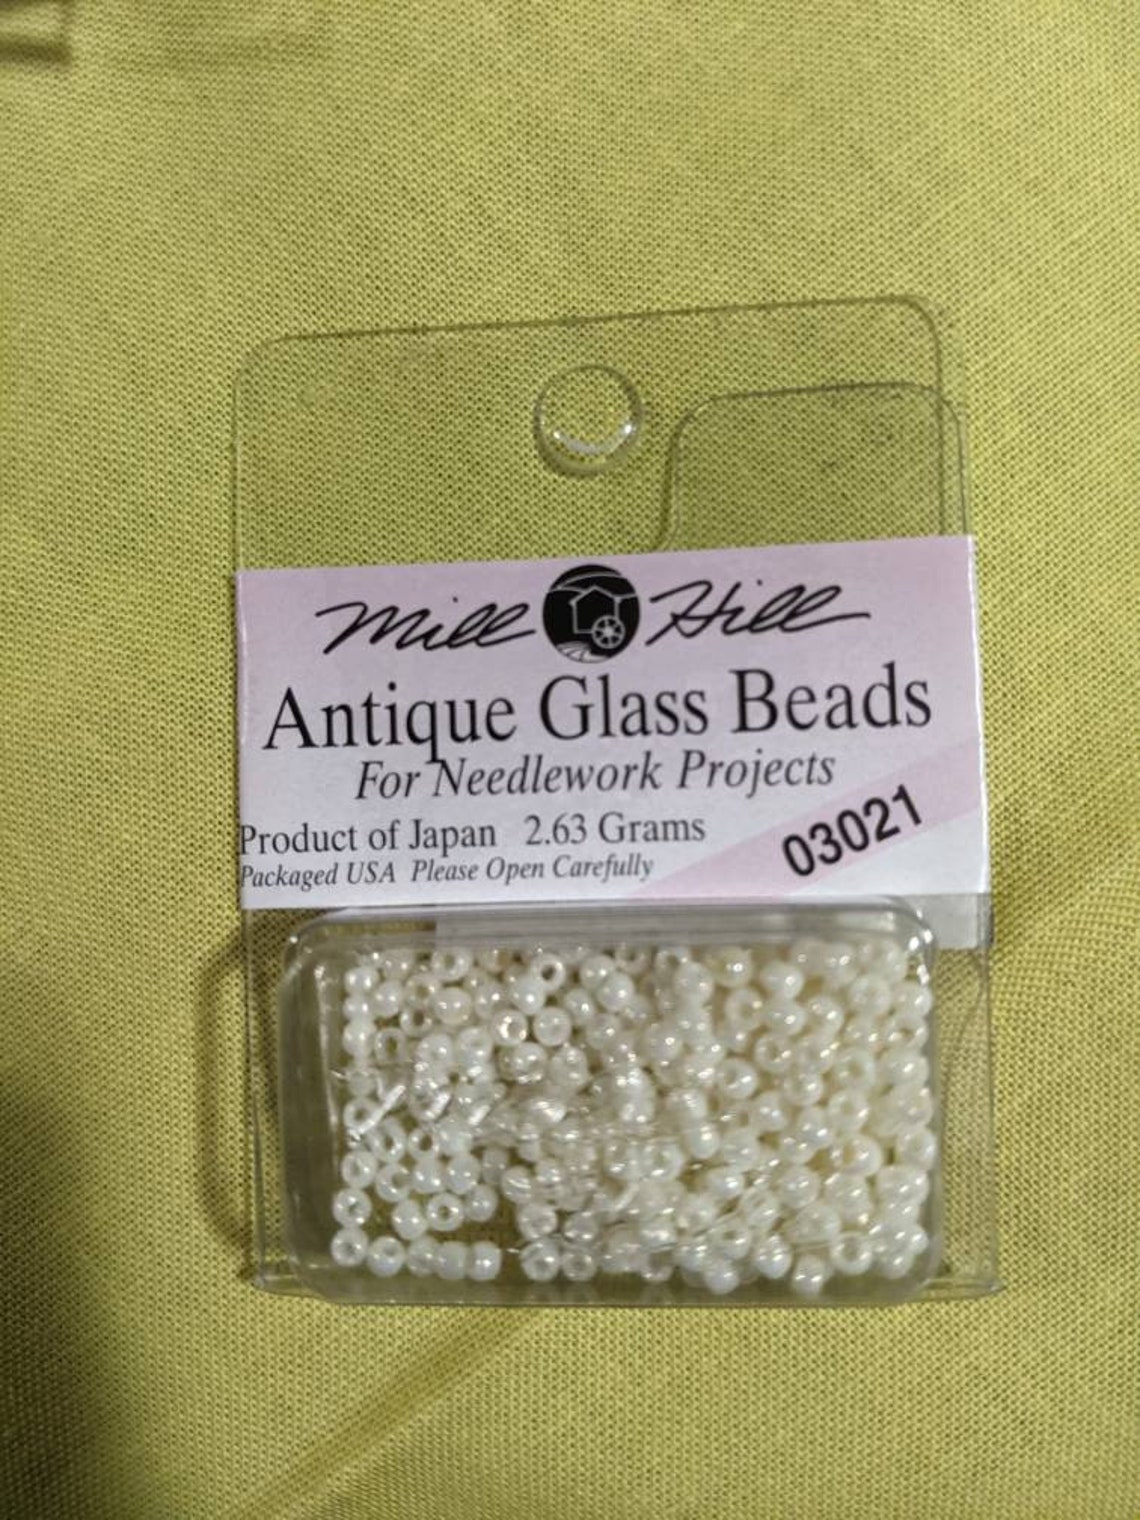 Mill Hill
Antique Glass Beads
For Needlework Projects
Product of Japan 2.63 Grams
Packaged USA Please Open Carefully
03021